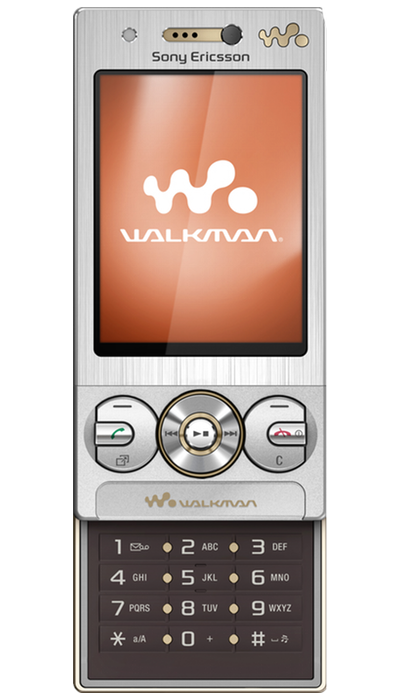 Sony Ericsson
WALKMAN®
C
WALKMAN
1 2 ABC 3 DEF
4 GHI 5 JKL 6 MNO
7 PQRS 8 TUV 9 WXYZ
* a/A 0 + #